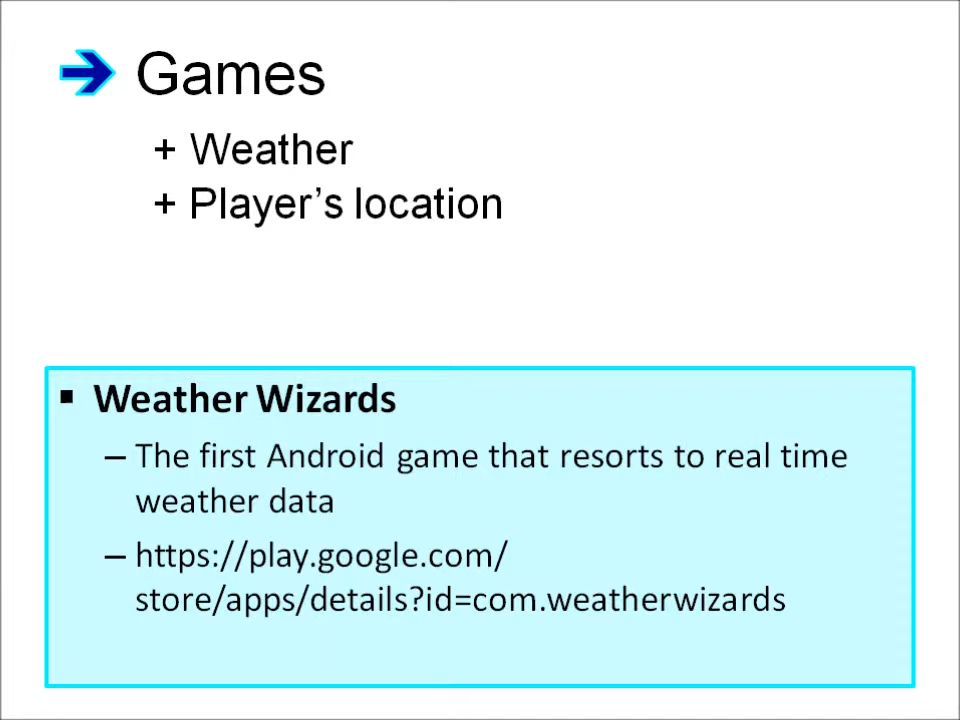 Games
+ Weather
+ Player’s location
▪ Weather Wizards
– The first Android game that resorts to real time
weather data
– https://play.google.com/
store/apps/details?id=com.weatherwizards